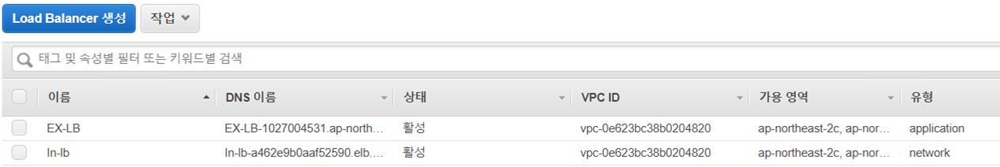 Load Balancer 생성 작업
태그 및 속성별 필터 또는 키워드별 검색
이름 DNS 이름 상태 VPC ID 가용 영역 유형
EX-LB EX-LB-1027004531.ap-north... 활성 vpc-0e623bc38b0204820 ap-northeast-2c, ap-nor... application
In-lb In-lb-a462e9b0aaf52590.elb.... 활성 vpc-0e623bc38b0204820 ap-northeast-2c, ap-nor... network